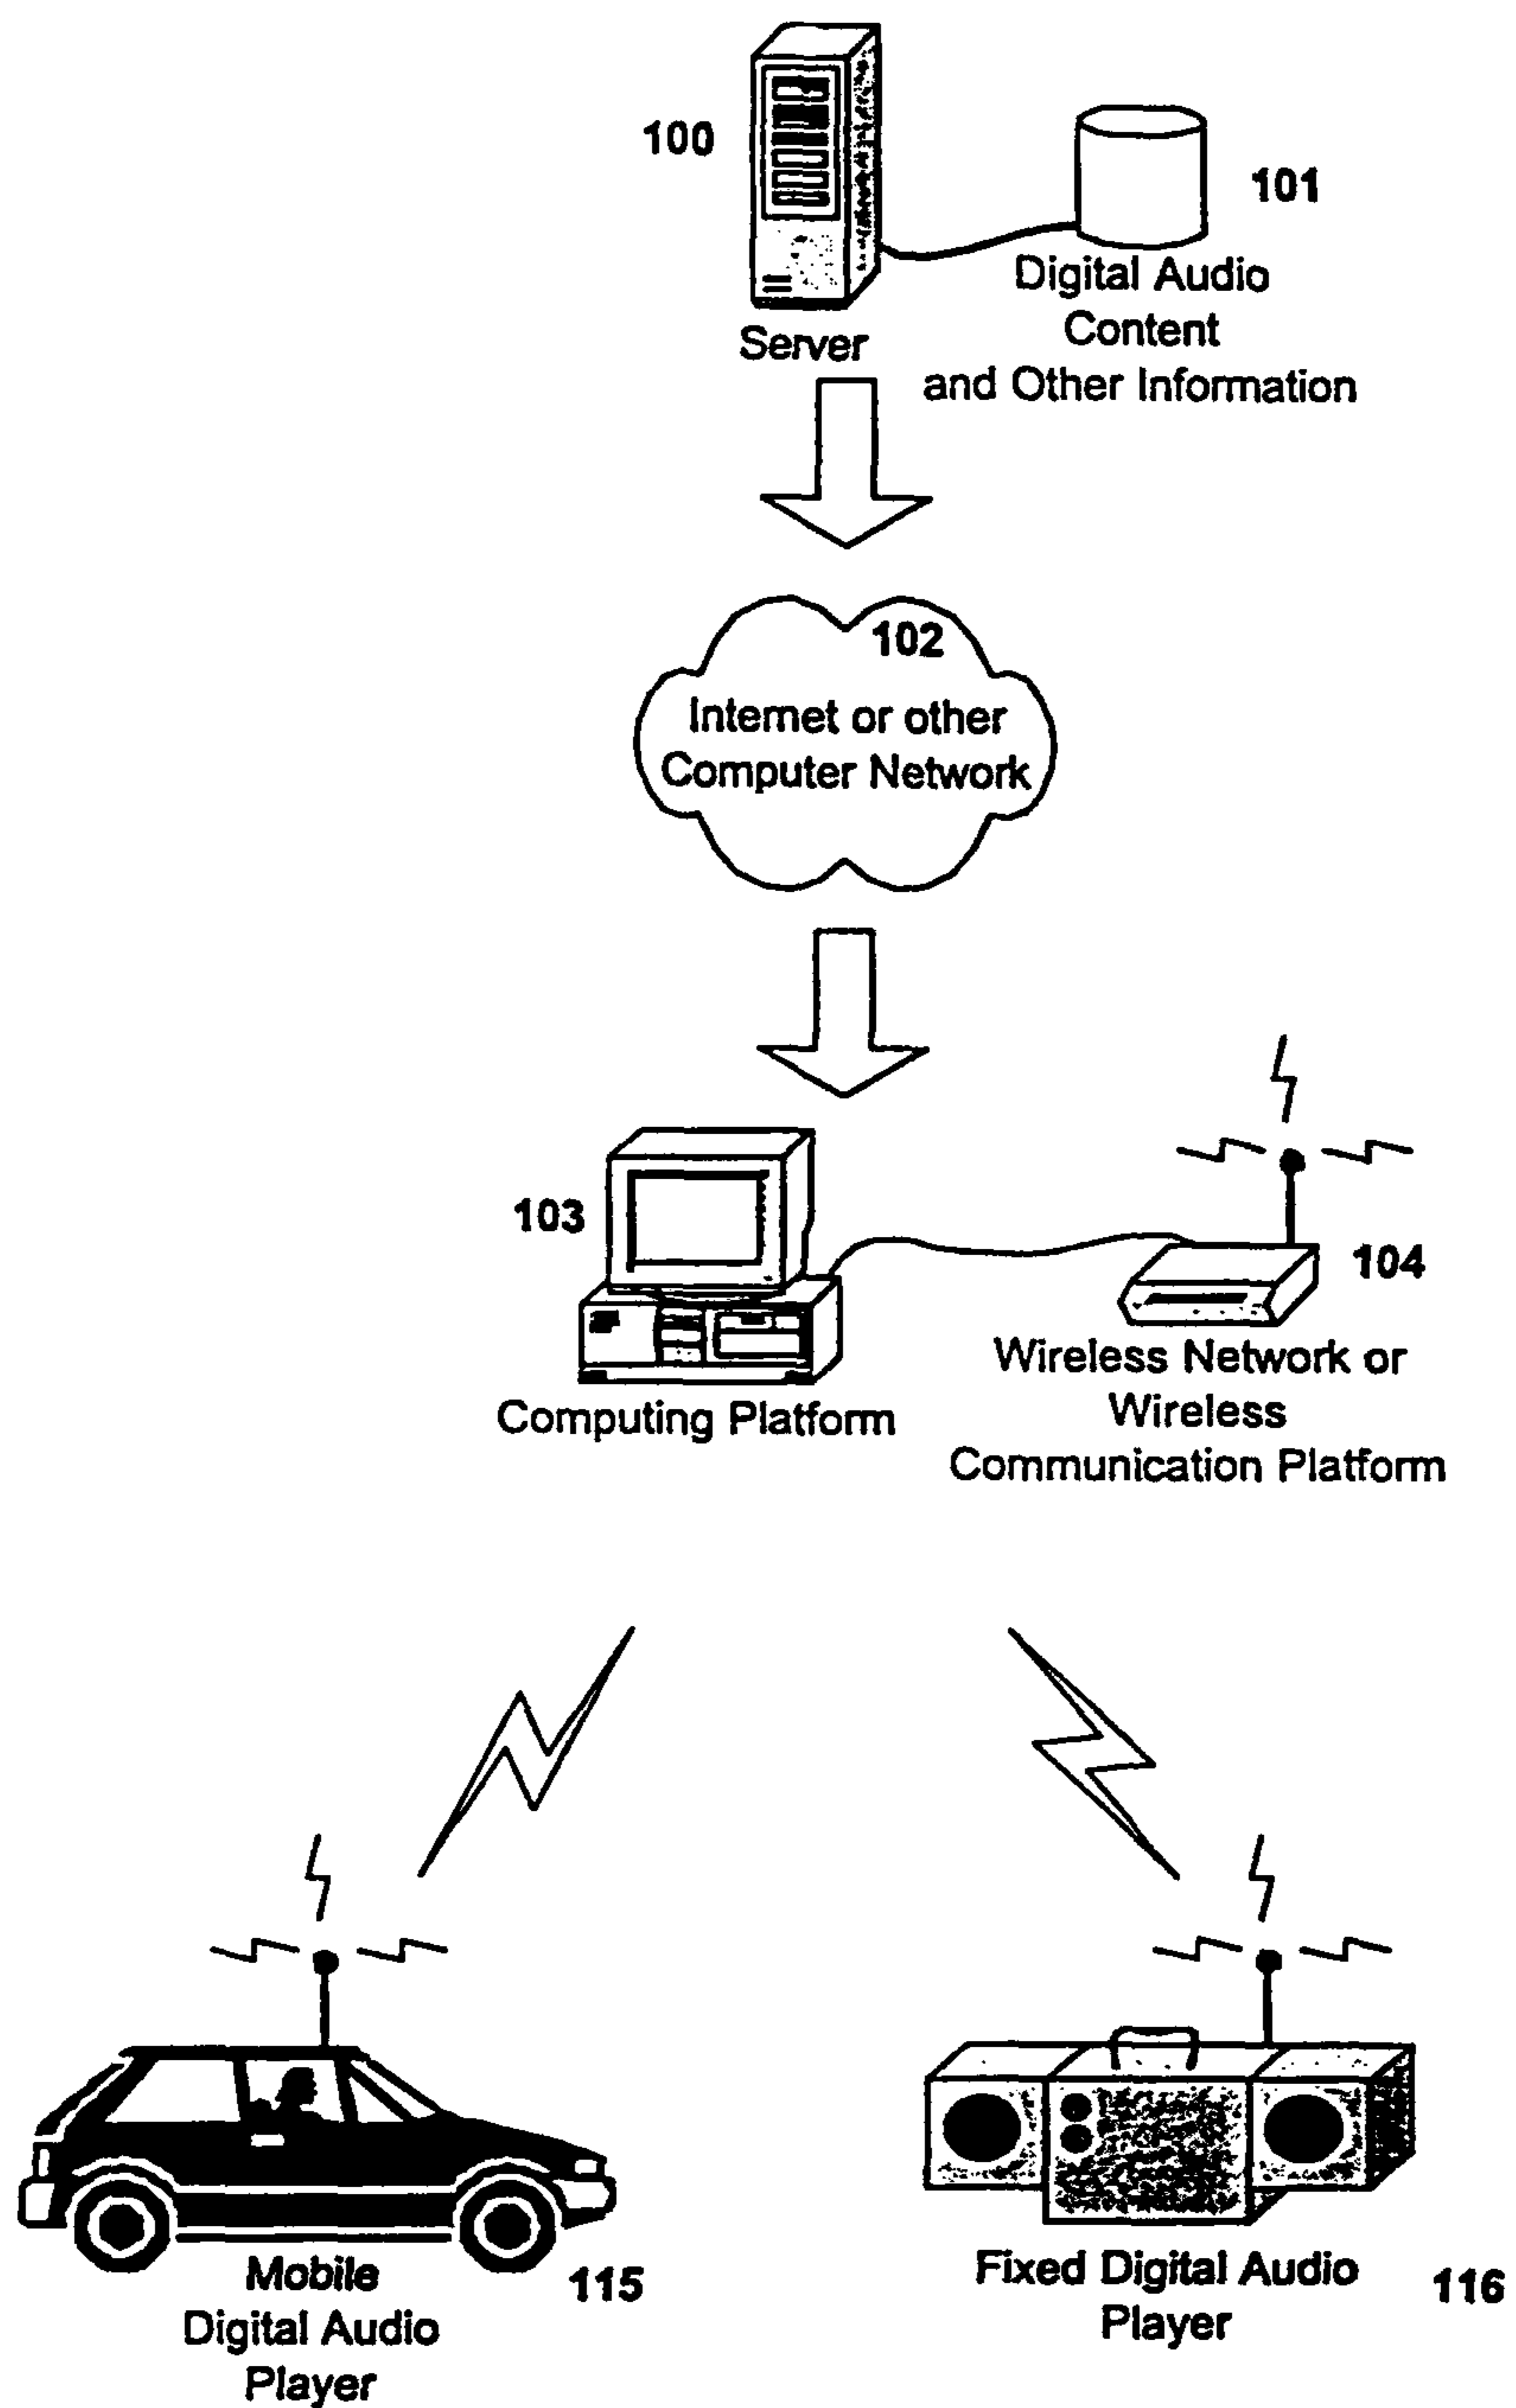 100
101
Server
Digital Audio
Content
and Other Information
102
Internet or other
Computer Network
103
104
Computing Platform
Wireless Network or
Wireless
Communication Platform
Mobile
Digital Audio
Player
115
Fixed Digital Audio
Player
116